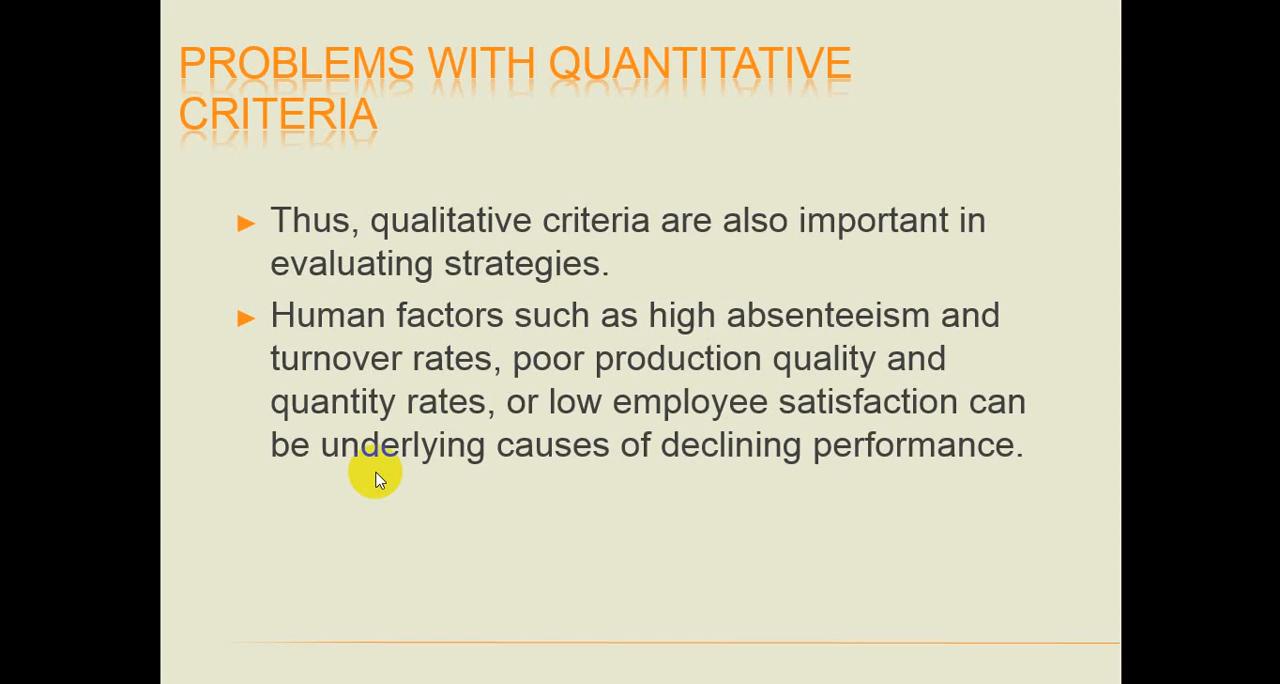 PROBLEMS WITH QUANTITATIVE
CRITERIA
Thus, qualitative criteria are also important in
evaluating strategies.
Human factors such as high absenteeism and
turnover rates, poor production quality and
quantity rates, or low employee satisfaction can
be underlying causes of declining performance.